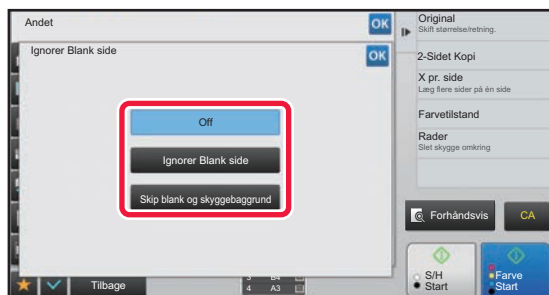 Andet
OK
Ignorer Blank side
OK
Off
Ignorer Blank side
Skip blank og skyggebaggrund
Tilbage
3 B4
4 A3
Original
Skift størrelse/retning.
2-Sidet Kopi
X pr. side
Læg flere sider på én side
Farvetilstand
Rader
Slet skygge omkring
Forhåndsvis
CA
S/H
Start
Farve
Start